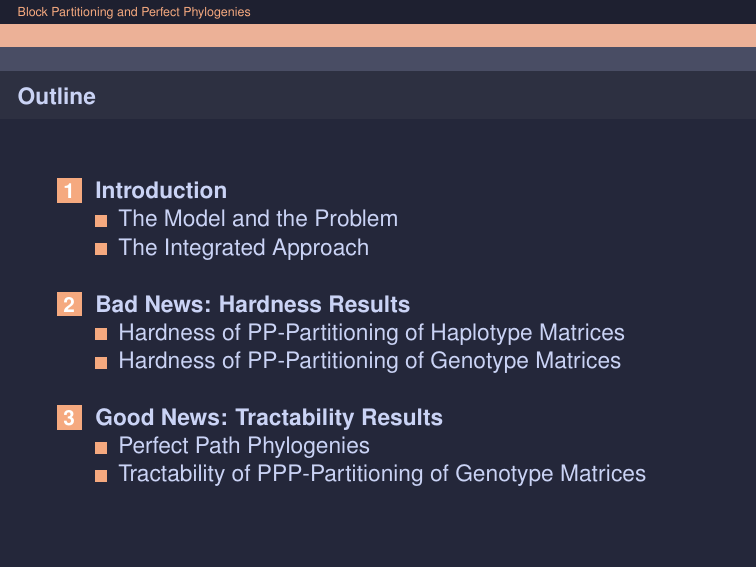 Block Partitioning and Perfect Phylogenies
Outline
1 Introduction
The Model and the Problem
The Integrated Approach
2 Bad News: Hardness Results
Hardness of PP-Partitioning of Haplotype Matrices
Hardness of PP-Partitioning of Genotype Matrices
3 Good News: Tractability Results
Perfect Path Phylogenies
Tractability of PPP-Partitioning of Genotype Matrices